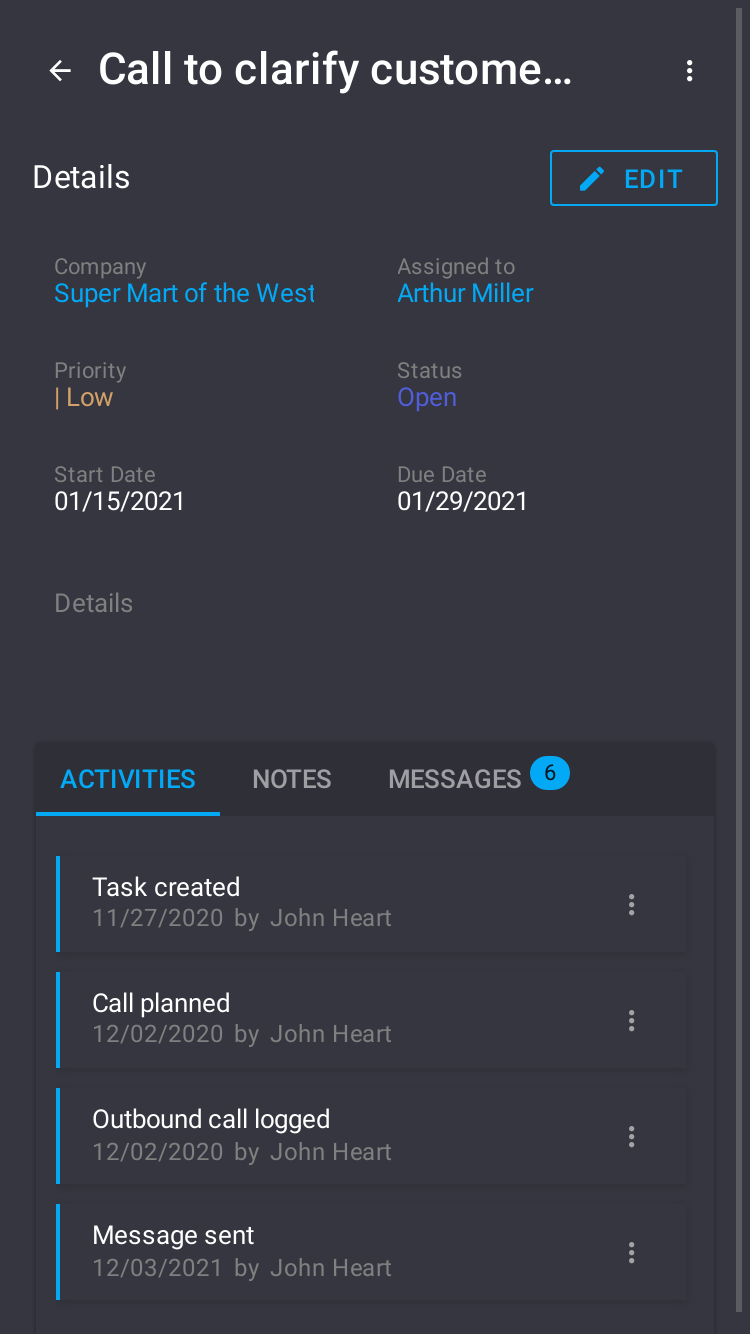 Call to clarify custome...
Details
EDIT
Company
Assigned to
Super Mart of the West
Arthur Miller
Priority
Status
| Low
Open
Start Date
Due Date
01/15/2021
01/29/2021
Details
ACTIVITIES NOTES MESSAGES 6
Task created
11/27/2020 by John Heart
Call planned
12/02/2020 by John Heart
Outbound call logged
12/02/2020 by John Heart
Message sent
12/03/2021 by John Heart